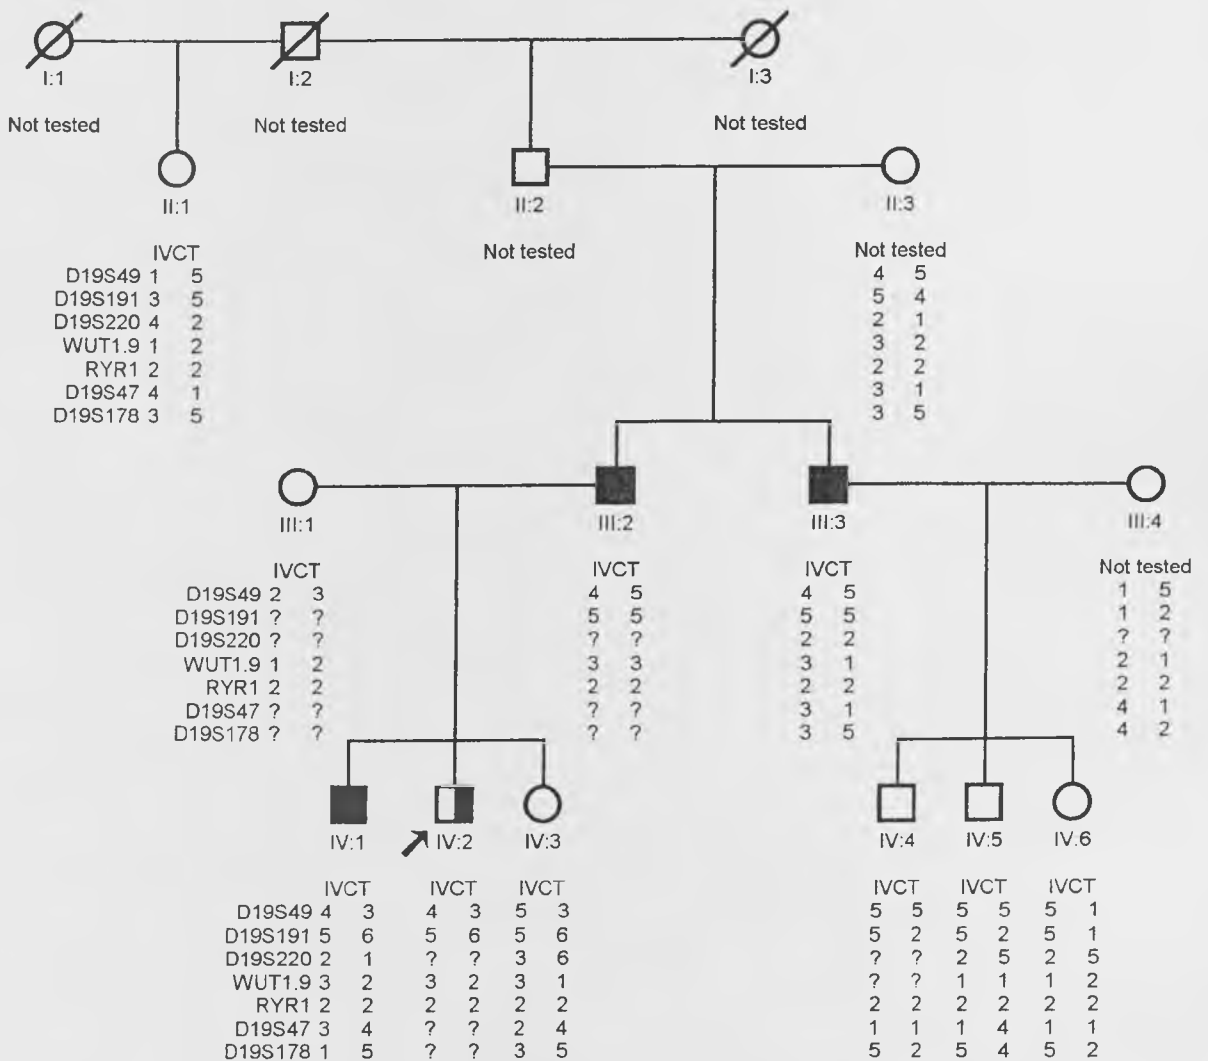 I:1 I:2 I:3
Not tested Not tested Not tested
II:1 II:2 II:3
IVCT Not tested Not tested
D19S49 1 5 4 5
D19S191 3 5 5 4
D19S220 4 2 2 1
WUT1.9 1 2 3 2
RYR1 2 2 2 2
D19S47 4 1 3 1
D19S178 3 5 3 5
III:1 III:2 III:3 III:4
IVCT IVCT IVCT Not tested
D19S49 2 3 4 5 4 5 1 5
D19S191 ? ? 5 5 5 5 1 2
D19S220 ? ? ? ? 2 2 ? ?
WUT1.9 1 2 3 3 3 1 2 1
RYR1 2 2 2 2 2 2 2 2
D19S47 ? ? ? ? 3 1 4 1
D19S178 ? ? ? ? 3 5 4 2
IV:1 IV:2 IV:3 IV:4 IV:5 IV:6
IVCT IVCT IVCT IVCT IVCT IVCT
D19S49 4 3 4 3 5 3 5 5 5 5 5 1
D19S191 5 6 5 6 5 6 5 2 5 2 5 1
D19S220 2 1 ? ? 3 6 ? ? 2 5 2 5
WUT1.9 3 2 3 2 3 1 ? ? 1 1 1 2
RYR1 2 2 2 2 2 2 2 2 2 2 2 2
D19S47 3 4 ? ? 2 4 1 1 1 4 1 1
D19S178 1 5 ? ? 3 5 5 2 5 4 5 2